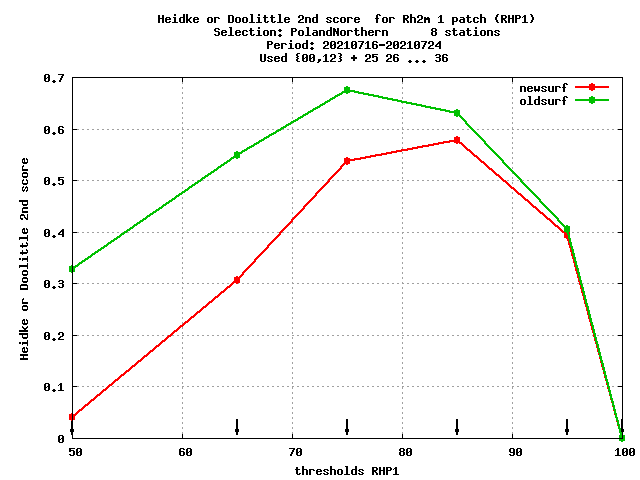 Heidke or Doolittle 2nd score  for Rh2m 1 patch (RHP1)
Selection: PolandNorthern      8 stations
Period: 20210716-20210724
Used {00,12} + 25 26 ... 36
newsurf
oldsurf
0.7
0.6
0.5
0.4
0.3
0.2
0.1
0
Heidke or Doolittle 2nd score
50 60 70 80 90 100
thresholds RHP1